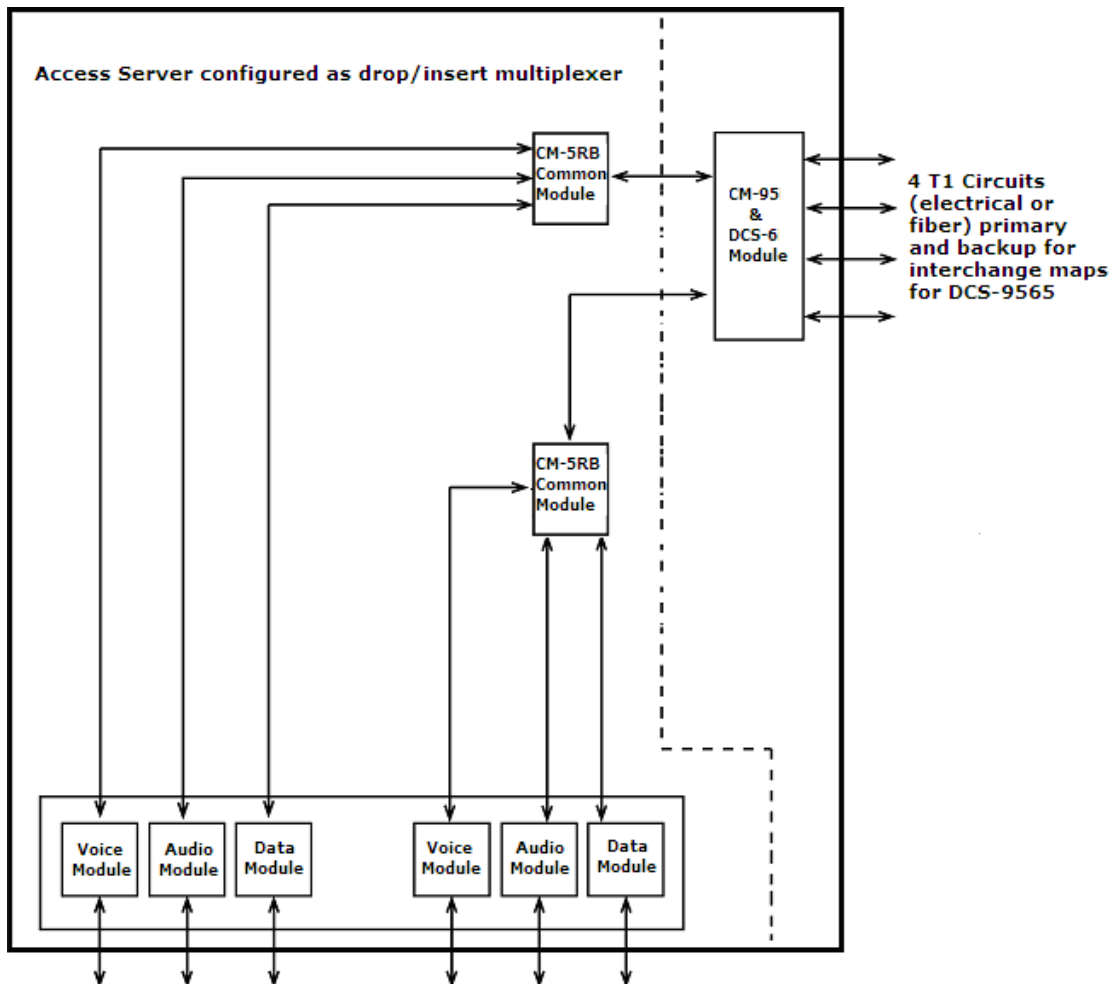 Access Server configured as drop/insert multiplexer
CM-5RB
Common
Module
CM-95
&
DCS-6
Module
4 T1 Circuits
(electrical or
fiber) primary
and backup for
interchange maps
for DCS-9565
CM-5RB
Common
Module
Voice
Module
Audio
Module
Data
Module
Voice
Module
Audio
Module
Data
Module